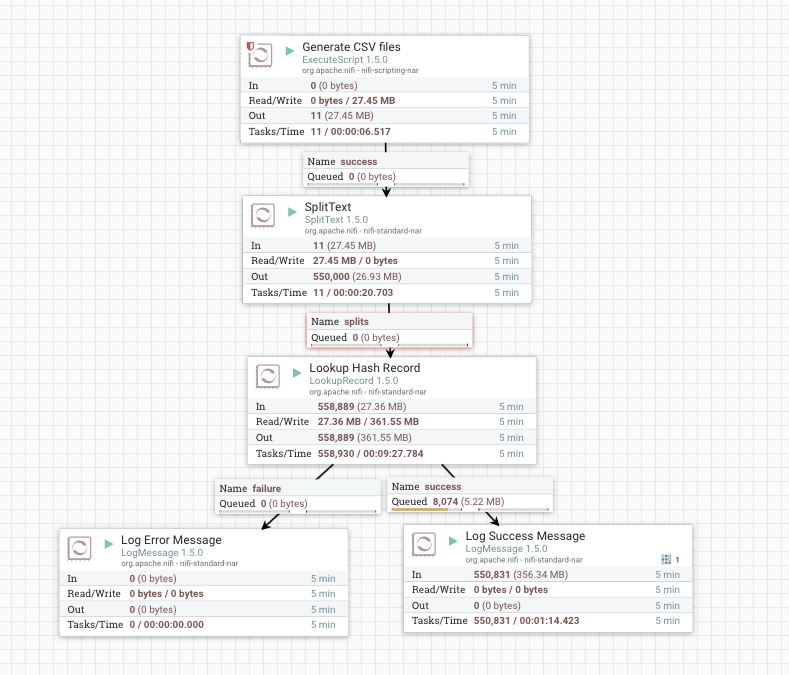 Generate CSV files
ExecuteScript 1.5.0
org.apache.nifi - nifi-scripting-nar
In 0 (0 bytes) 5 min
Read/Write 0 bytes / 27.45 MB 5 min
Out 11 (27.45 MB) 5 min
Tasks/Time 11 / 00:00:06.517 5 min
Name success
Queued 0 (0 bytes)
SplitText
SplitText 1.5.0
org.apache.nifi - nifi-standard-nar
In 11 (27.45 MB) 5 min
Read/Write 27.45 MB / 0 bytes 5 min
Out 550,000 (26.93 MB) 5 min
Tasks/Time 11 / 00:00:20.703 5 min
Name splits
Queued 0 (0 bytes)
Lookup Hash Record
LookupRecord 1.5.0
org.apache.nifi - nifi-standard-nar
In 558,889 (27.36 MB) 5 min
Read/Write 27.36 MB / 361.55 MB 5 min
Out 558,889 (361.55 MB) 5 min
Tasks/Time 558,930 / 00:09:27.784 5 min
Name failure
Queued 0 (0 bytes)
Name success
Queued 8,074 (5.22 MB)
Log Error Message
LogMessage 1.5.0
org.apache.nifi - nifi-standard-nar
In 0 (0 bytes) 5 min
Read/Write 0 bytes / 0 bytes 5 min
Out 0 (0 bytes) 5 min
Tasks/Time 0 / 00:00:00.000 5 min
Log Success Message
LogMessage 1.5.0
org.apache.nifi - nifi-standard-nar 1
In 550,831 (356.34 MB) 5 min
Read/Write 0 bytes / 0 bytes 5 min
Out 0 (0 bytes) 5 min
Tasks/Time 550,831 / 00:01:14.423 5 min